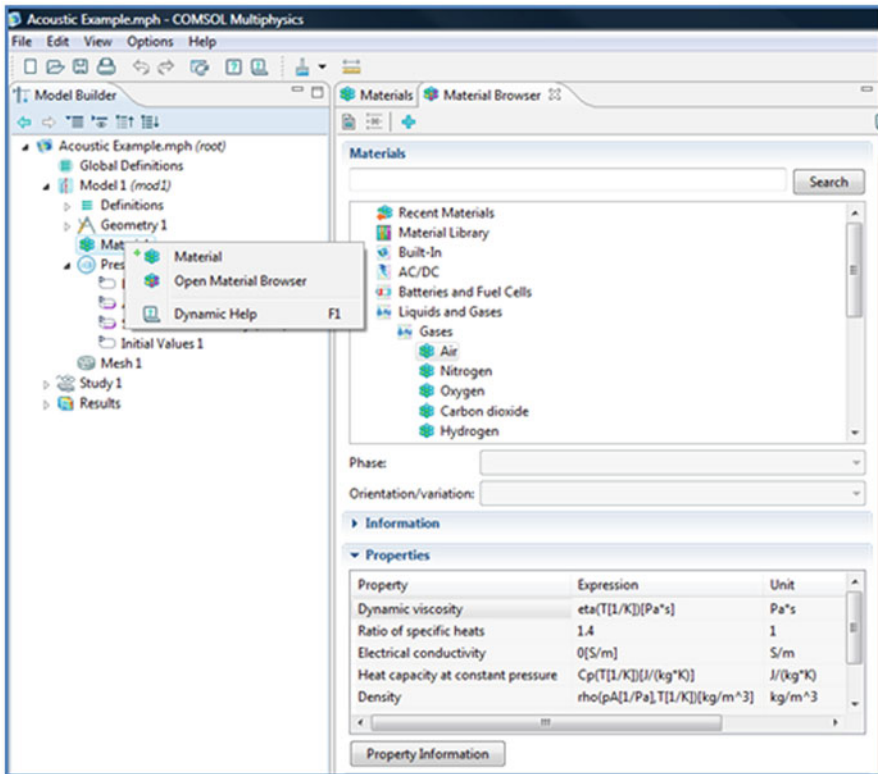 Acoustic Example.mph - COMSOL Multiphysics
File Edit View Options Help
Model Builder
Acoustic Example.mph (root)
Global Definitions
Model 1 (mod1)
Definitions
Geometry 1
Material
Open Material Browser
Dynamic Help F1
Initial Values 1
Mesh 1
Study 1
Results
Materials Material Browser
Materials
Search
Recent Materials
Material Library
Built-In
AC/DC
Batteries and Fuel Cells
Liquids and Gases
Gases
Air
Nitrogen
Oxygen
Carbon dioxide
Hydrogen
Phase:
Orientation/variation:
Information
Properties
Property Expression Unit
Dynamic viscosity eta(T[1/K])[Pa*s] Pa*s
Ratio of specific heats 1.4 1
Electrical conductivity 0[S/m] S/m
Heat capacity at constant pressure Cp(T[1/K])[J/(kg*K)] J/(kg*K)
Density rho(pA[1/Pa],T[1/K])[kg/m^3] kg/m^3
Property Information